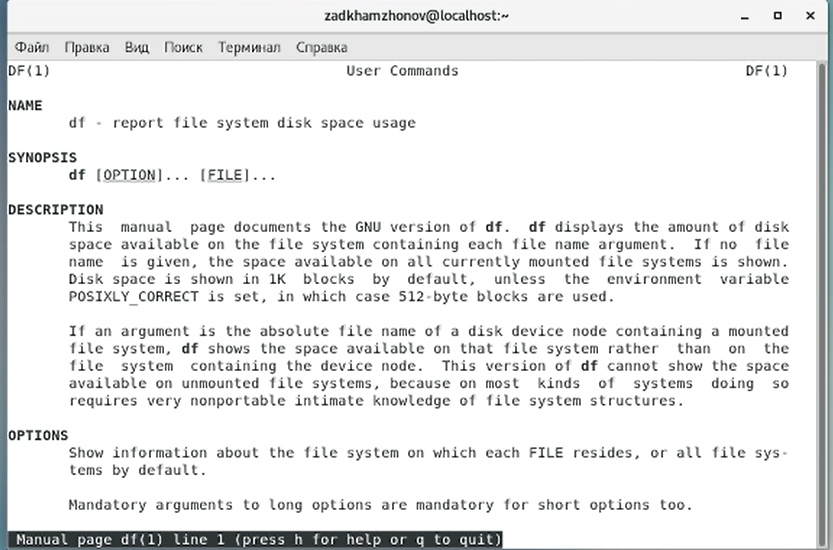 zadkhamzhonov@localhost:~
Файл Правка Вид Поиск Терминал Справка
DF(1) User Commands DF(1)
NAME
df - report file system disk space usage
SYNOPSIS
df [OPTION]... [FILE]...
DESCRIPTION
This manual page documents the GNU version of df. df displays the amount of disk
space available on the file system containing each file name argument. If no file
name is given, the space available on all currently mounted file systems is shown.
Disk space is shown in 1K blocks by default, unless the environment variable
POSIXLY_CORRECT is set, in which case 512-byte blocks are used.
If an argument is the absolute file name of a disk device node containing a mounted
file system, df shows the space available on that file system rather than on the
file system containing the device node. This version of df cannot show the space
available on unmounted file systems, because on most kinds of systems doing so
requires very nonportable intimate knowledge of file system structures.
OPTIONS
Show information about the file system on which each FILE resides, or all file sys-
tems by default.
Mandatory arguments to long options are mandatory for short options too.
Manual page df(1) line 1 (press h for help or q to quit)